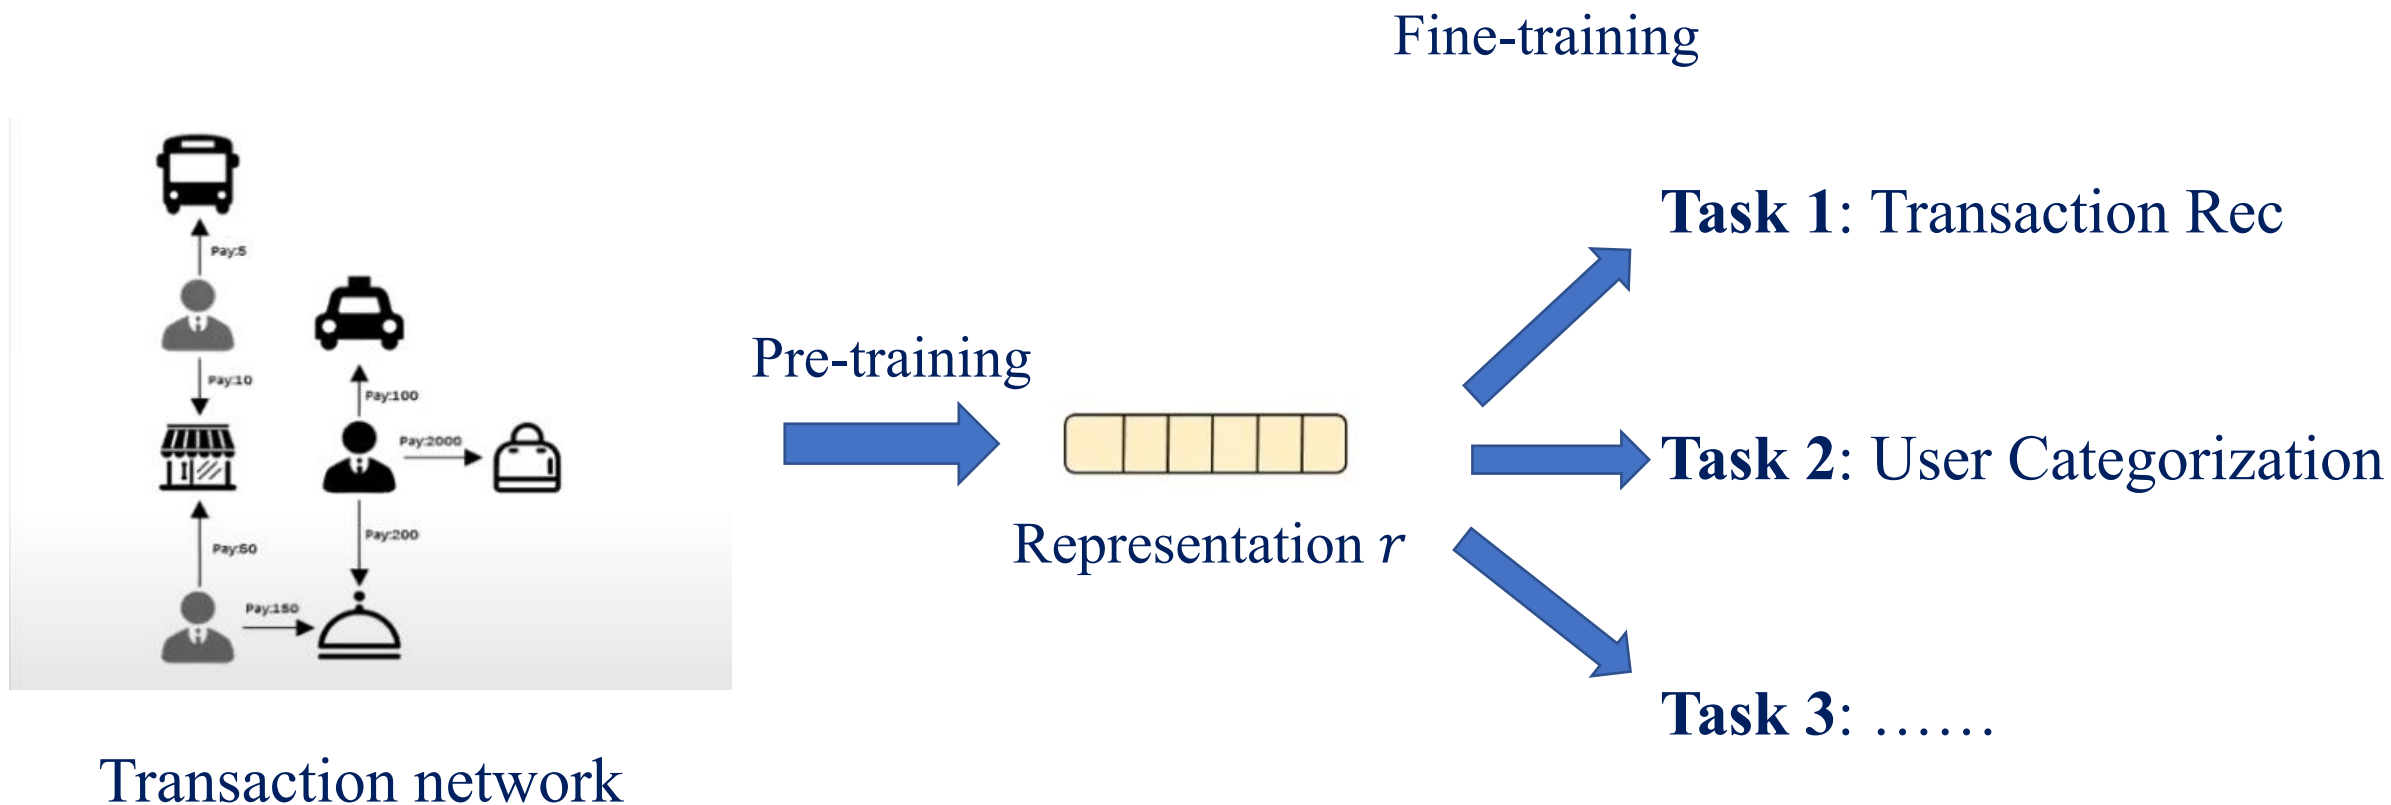 Fine-training
Pay:5
Pay:10
Pay:100
Pay:2000
Pay:50
Pay:200
Pay:150
Transaction network
Pre-training
Representation r
Task 1: Transaction Rec
Task 2: User Categorization
Task 3: ……